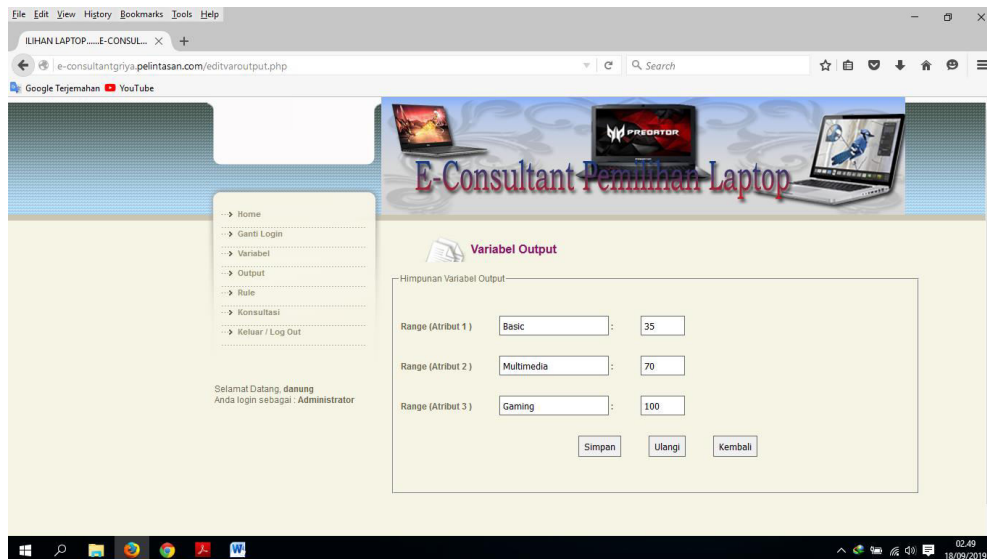 File Edit View History Bookmarks Tools Help
ILIHAN LAPTOP......E-CONSUL...
e-consultantgriya.pelintasan.com/editvaroutput.php
Search
Google Terjemahan YouTube
PREDATOR
E-Consultant Pemilihan Laptop
Home
Ganti Login
Variabel
Output
Rule
Konsultasi
Keluar / Log Out
Selamat Datang, danung
Anda login sebagai : Administrator
Variabel Output
Himpunan Variabel Output
Range (Atribut 1 ) Basic : 35
Range (Atribut 2 ) Multimedia : 70
Range (Atribut 3 ) Gaming : 100
Simpan Ulangi Kembali
02.49
18/09/2019